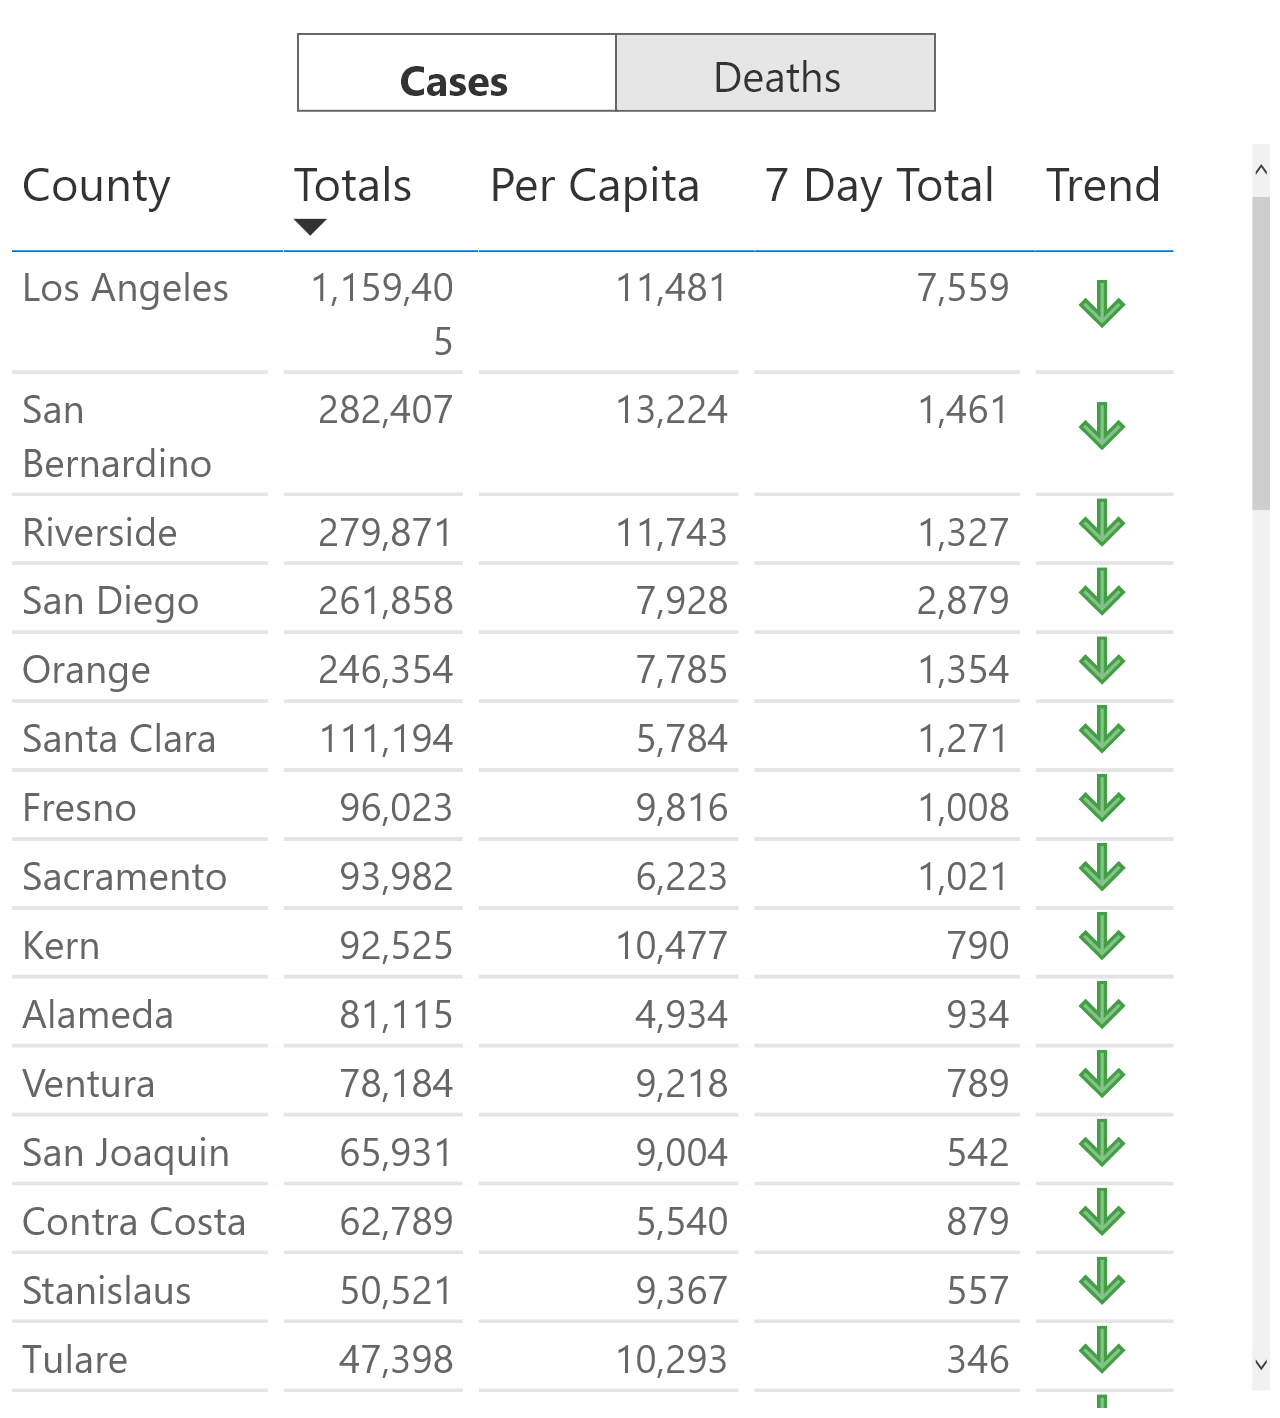 Cases Deaths
County Totals Per Capita 7 Day Total Trend
Los Angeles 1,159,40 11,481 7,559
5
San 282,407 13,224 1,461
Bernardino
Riverside 279,871 11,743 1,327
San Diego 261,858 7,928 2,879
Orange 246,354 7,785 1,354
Santa Clara 111,194 5,784 1,271
Fresno 96,023 9,816 1,008
Sacramento 93,982 6,223 1,021
Kern 92,525 10,477 790
Alameda 81,115 4,934 934
Ventura 78,184 9,218 789
San Joaquin 65,931 9,004 542
Contra Costa 62,789 5,540 879
Stanislaus 50,521 9,367 557
Tulare 47,398 10,293 346